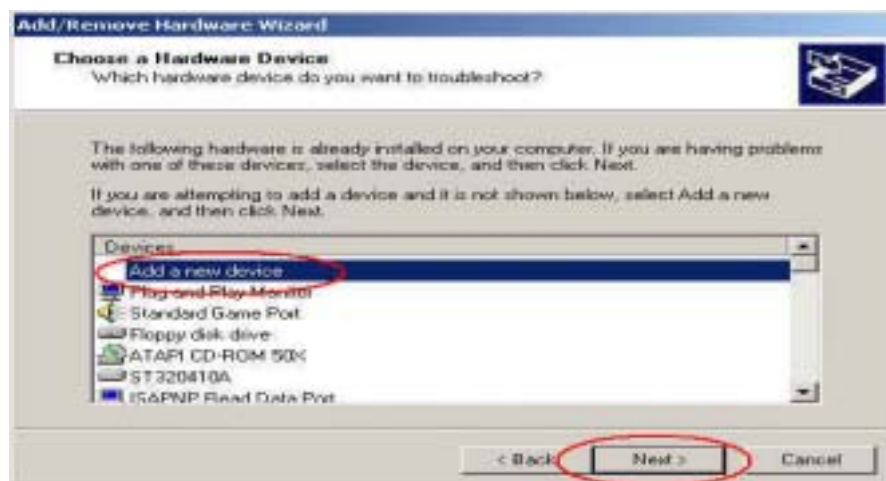 Add/Remove Hardware Wizard
Choose a Hardware Device
Which hardware device do you want to troubleshoot?
The following hardware is already installed on your computer. If you are having problems
with one of these devices, select the device, and then click Next.
If you are attempting to add a device and it is not shown below, select Add a new
device, and then click Next.
Devices
Add a new device
Plug and Play Monitor
Standard Game Port
Floppy disk drive
ATAPI CD-ROM 50X
ST320410A
ISAPNP Read Data Port
< Back
Next >
Cancel